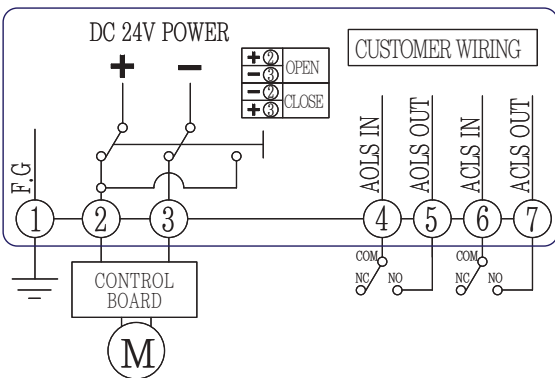 DC 24V POWER
+ −
+ ② OPEN
− ③
− ② CLOSE
+ ③
CUSTOMER WIRING
F.G
AOLS IN
AOLS OUT
ACLS IN
ACLS OUT
1 2 3 4 5 6 7
CONTROL
BOARD
M
COM
NC NO
COM
NC NO